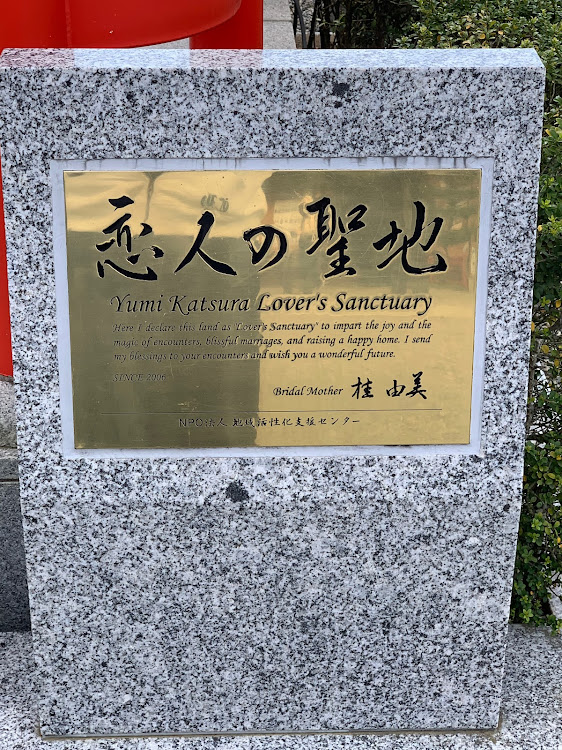 恋人の聖地
Yumi Katsura Lover's Sanctuary
Here I declare this land as 'Lover's Sanctuary' to impart the joy and the
magic of encounters, blissful marriages, and raising a happy home. I send
my blessings to your encounters and wish you a wonderful future.
SINCE 2006
Bridal Mother 桂 由美
NPO法人 地域活性化支援センター